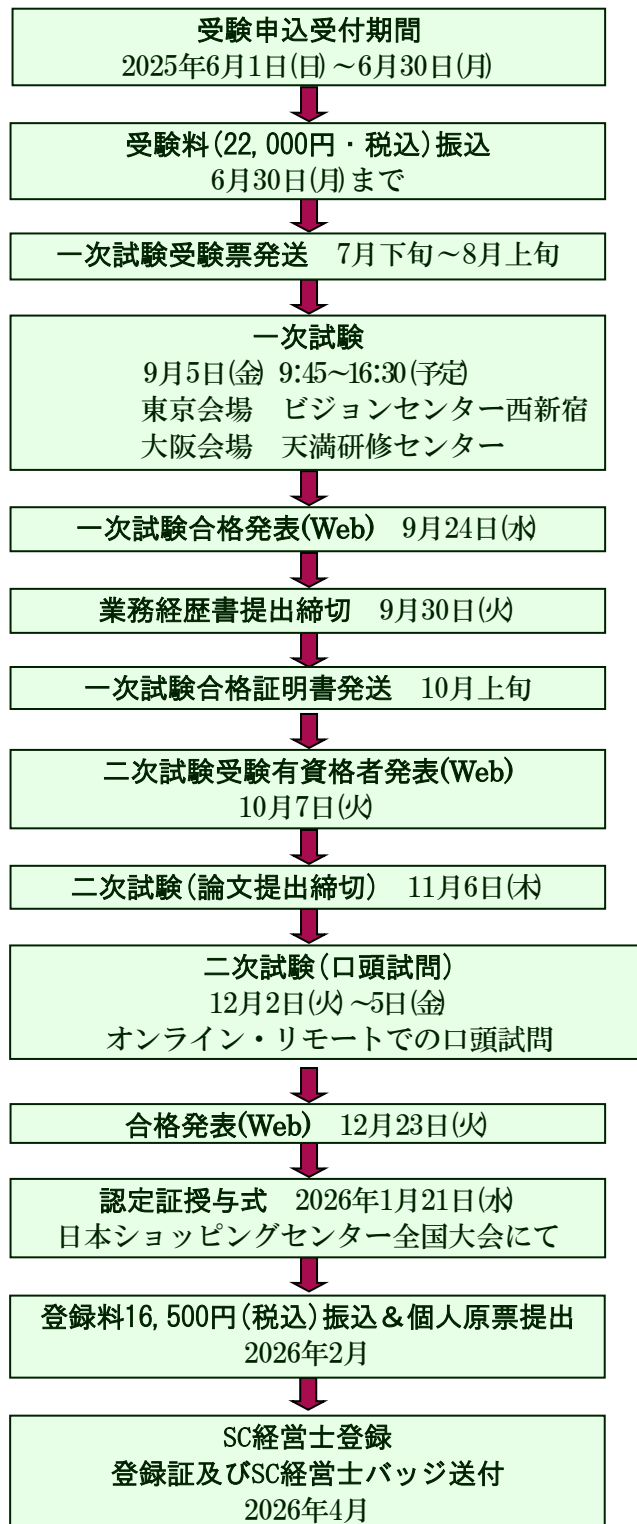 受験申込受付期間
2025年6月1日(日)～6月30日(月)
受験料(22,000円・税込)振込
6月30日(月)まで
一次試験受験票発送　7月下旬～8月上旬
一次試験
9月5日(金) 9:45～16:30(予定)
東京会場　ビジョンセンター西新宿
大阪会場　天満研修センター
一次試験合格発表(Web)　9月24日(水)
業務経歴書提出締切　9月30日(火)
一次試験合格証明書発送　10月上旬
二次試験受験有資格者発表(Web)
10月7日(火)
二次試験(論文提出締切)　11月6日(木)
二次試験(口頭試問)
12月2日(火)～5日(金)
オンライン・リモートでの口頭試問
合格発表(Web)　12月23日(火)
認定証授与式　2026年1月21日(水)
日本ショッピングセンター全国大会にて
登録料16,500円(税込)振込＆個人原票提出
2026年2月
SC経営士登録
登録証及びSC経営士バッジ送付
2026年4月